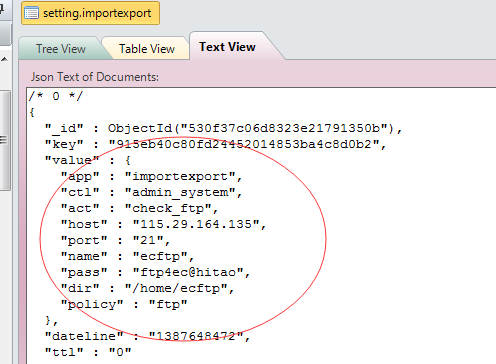 setting.importexport
Tree View
Table View
Text View
Json Text of Documents:
/* 0 */
{
"_id" : ObjectId("530f37c06d8323e21791350b"),
"key" : "915eb40c80fd24452014853ba4c8d0b2",
"value" : {
"app" : "importexport",
"ctl" : "admin_system",
"act" : "check_ftp",
"host" : "115.29.164.135",
"port" : "21",
"name" : "ecftp",
"pass" : "ftp4ec@hitao",
"dir" : "/home/ecftp",
"policy" : "ftp"
},
"dateline" : "1387648472",
"ttl" : "0"